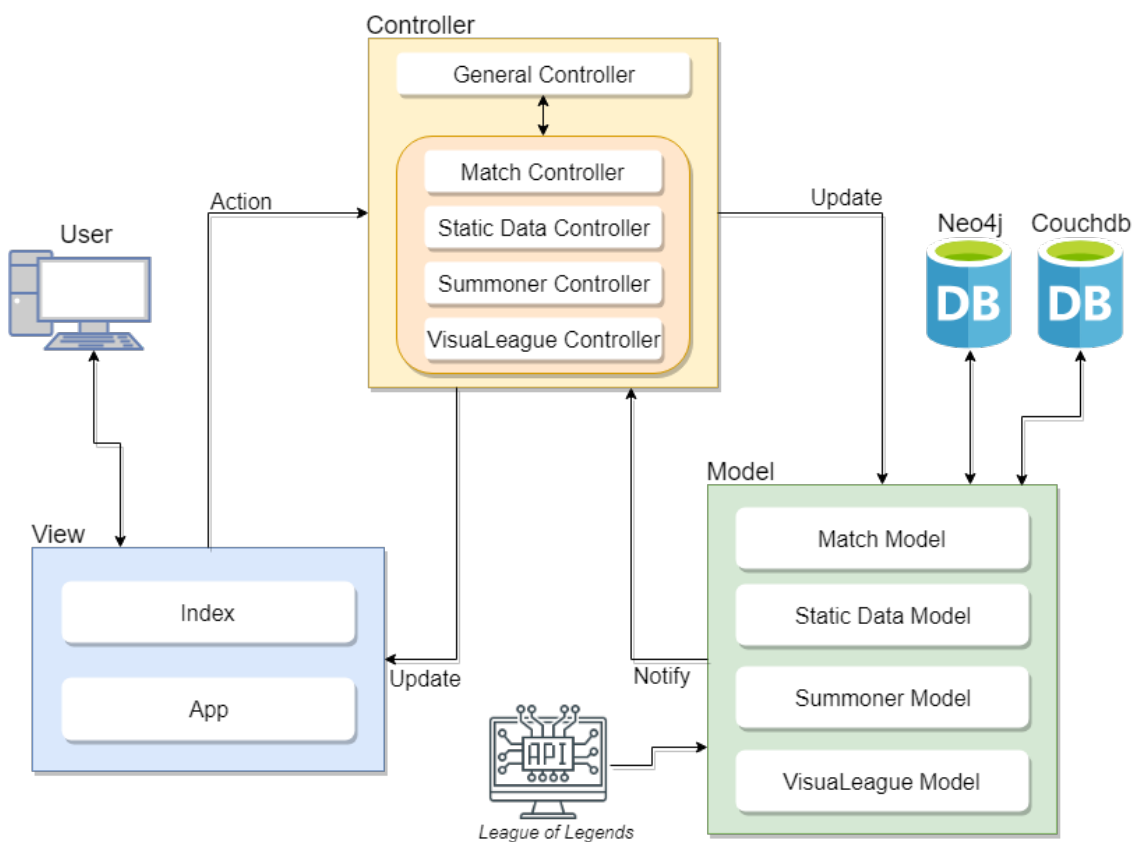 Controller
General Controller
Match Controller
Static Data Controller
Summoner Controller
VisuaLeague Controller
Action
Update
User
Neo4j
Couchdb
DB
DB
View
Index
App
Update
Notify
Model
Match Model
Static Data Model
Summoner Model
VisuaLeague Model
API
League of Legends